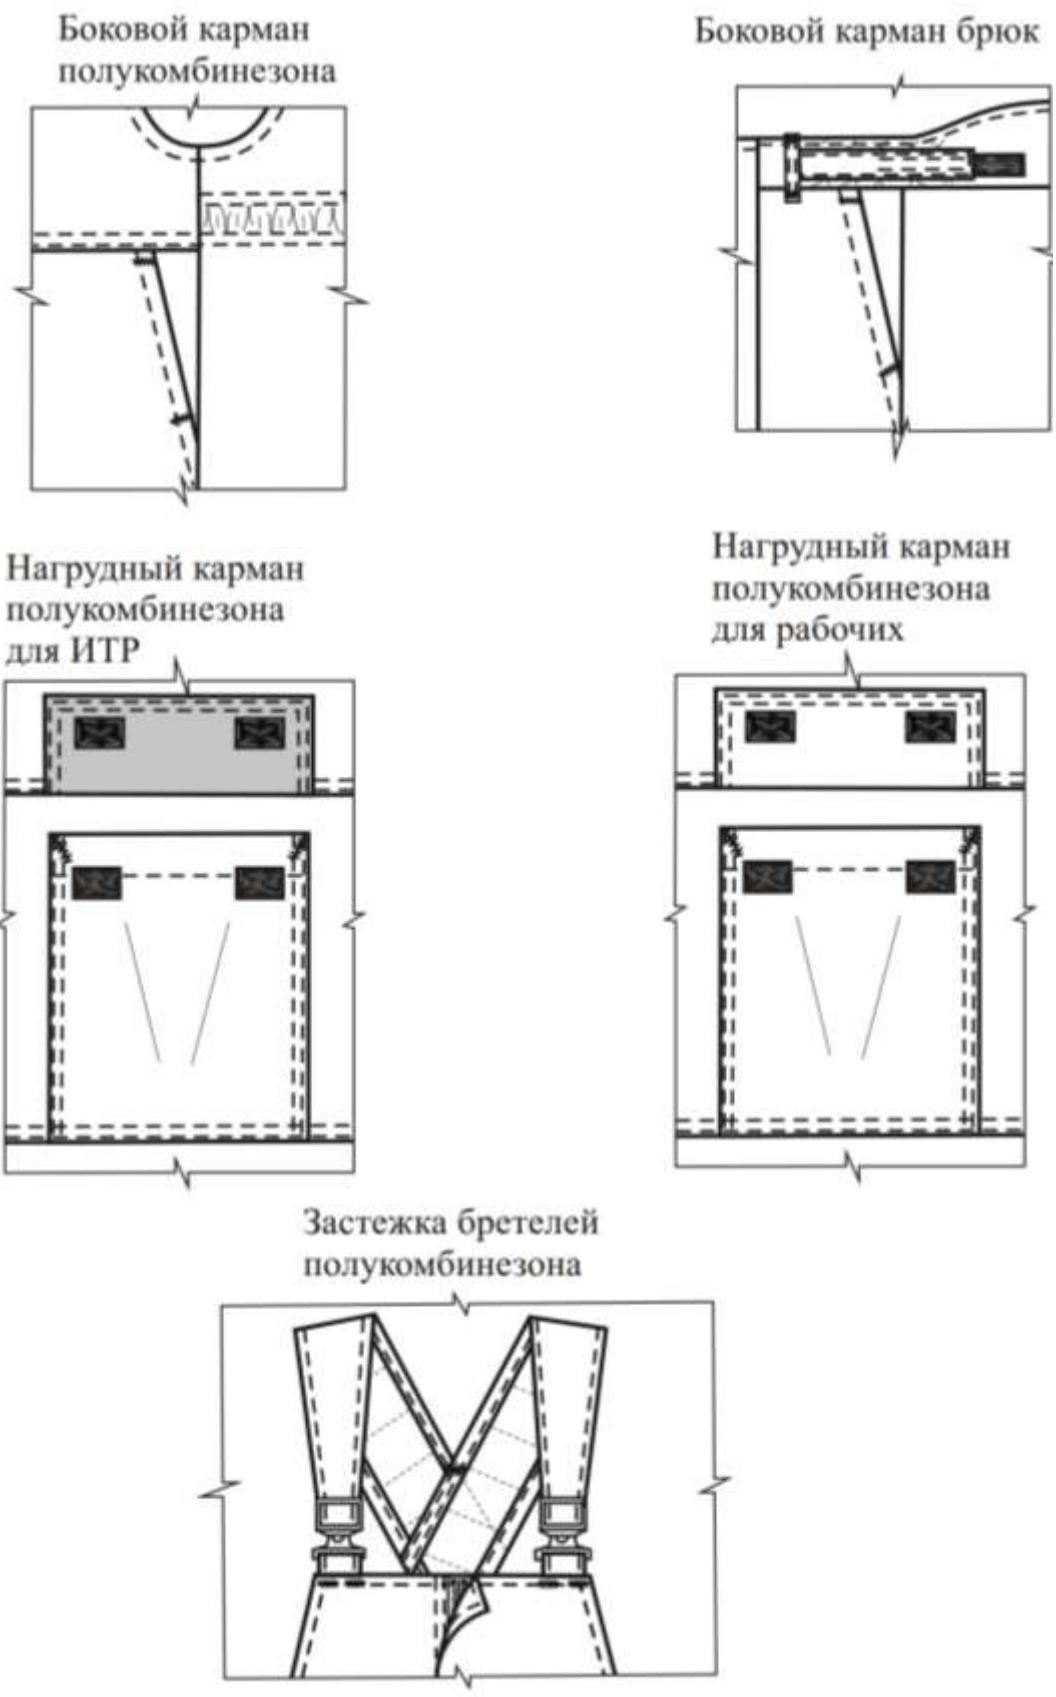 Боковой карман
полукомбинезона
Боковой карман брюк
Нагрудный карман
полукомбинезона
для ИТР
Нагрудный карман
полукомбинезона
для рабочих
Застежка бретелей
полукомбинезона